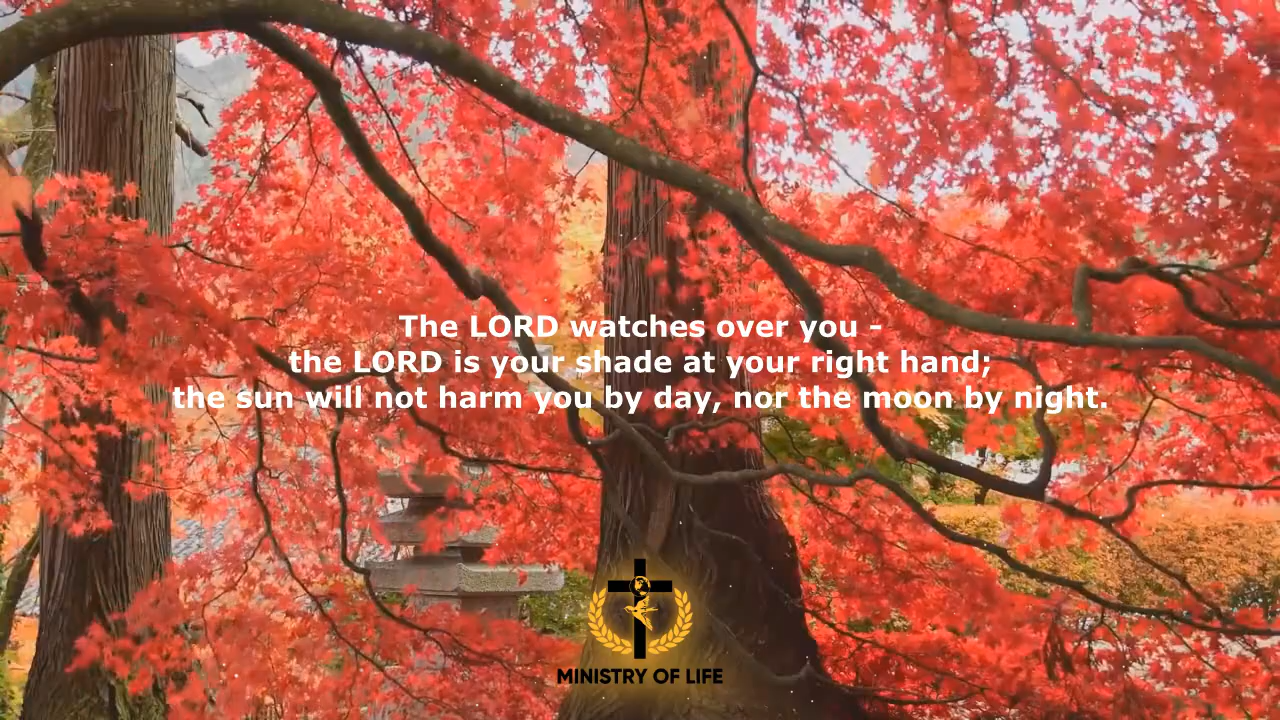 The LORD watches over you -
the LORD is your shade at your right hand;
the sun will not harm you by day, nor the moon by night.
MINISTRY OF LIFE